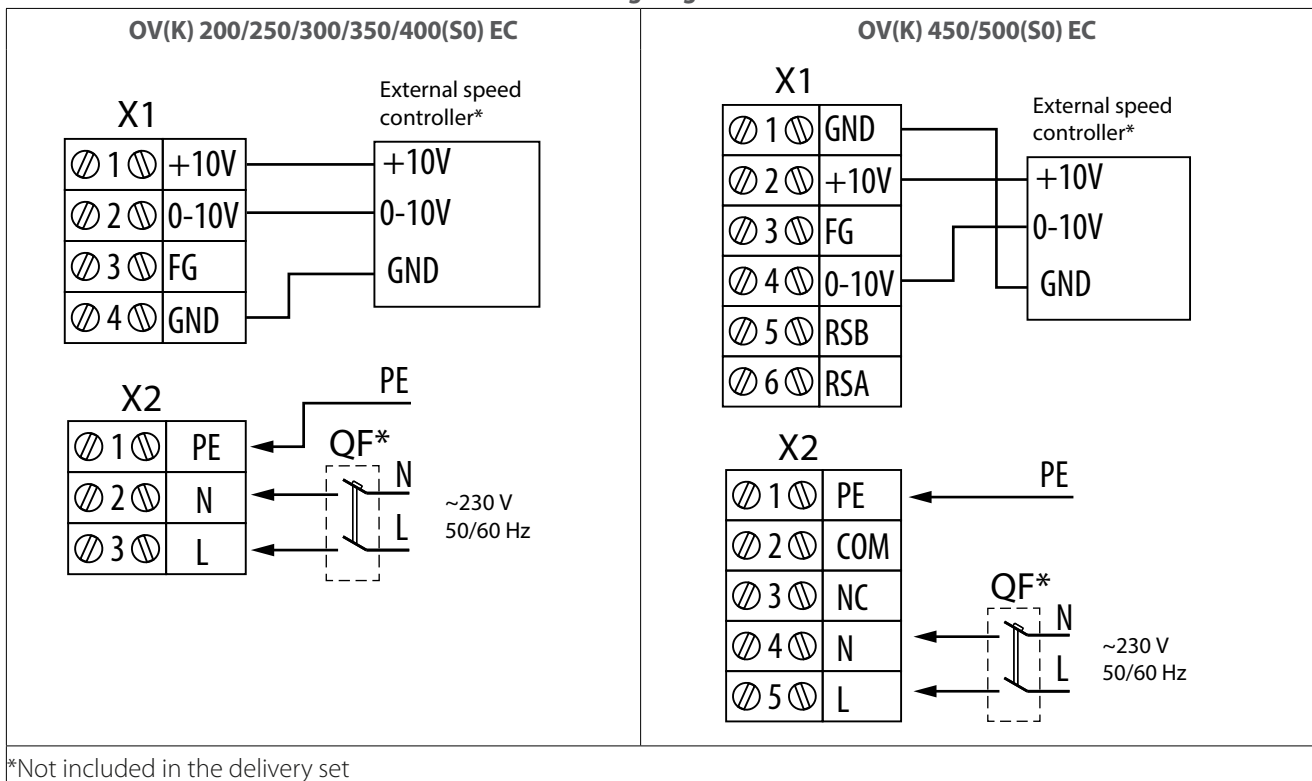 OV(K) 200/250/300/350/400(S0) EC
X1
External speed
controller*
1 +10V
+10V
2 0-10V
0-10V
3 FG
GND
4 GND
X2
PE
1 PE
QF*
2 N
N
~230 V
50/60 Hz
3 L
L
OV(K) 450/500(S0) EC
X1
External speed
controller*
1 GND
2 +10V
+10V
3 FG
0-10V
4 0-10V
GND
5 RSB
6 RSA
X2
PE
1 PE
2 COM
3 NC
QF*
4 N
N
~230 V
50/60 Hz
5 L
L
*Not included in the delivery set